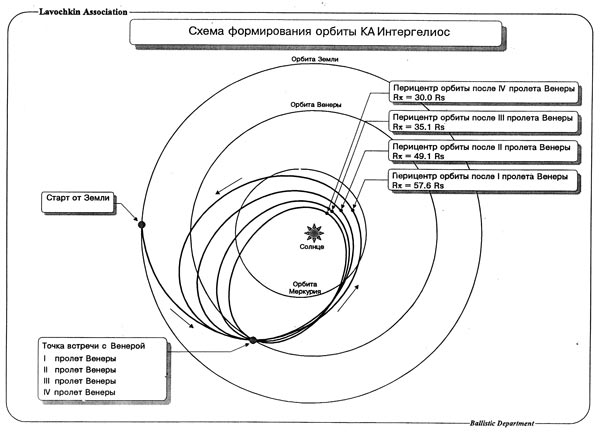 Lavochkin Association
Схема формирования орбиты КА Интергелиос
Орбита Земли
Орбита Венеры
Перицентр орбиты после IV пролета Венеры
Rπ = 30.0 Rs
Перицентр орбиты после III пролета Венеры
Rπ = 35.1 Rs
Перицентр орбиты после II пролета Венеры
Rπ = 49.1 Rs
Перицентр орбиты после I пролета Венеры
Rπ = 57.6 Rs
Старт от Земли
Солнце
Орбита
Меркурия
Точка встречи с Венерой
I пролет Венеры
II пролет Венеры
III пролет Венеры
IV пролет Венеры
Ballistic Department